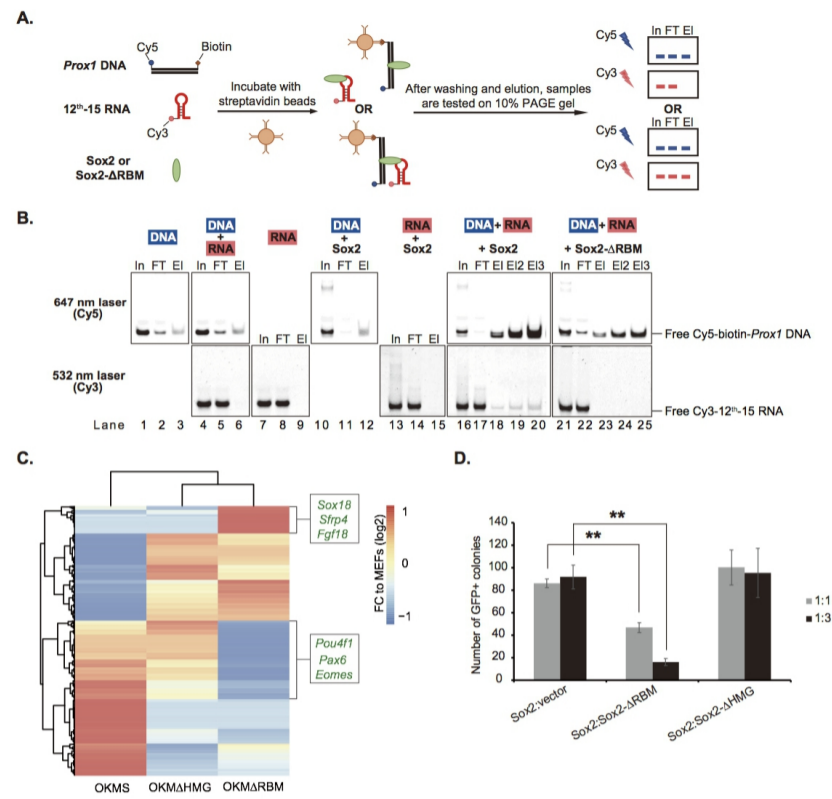 A.
Cy5
Biotin
Prox1 DNA
12th-15 RNA
Cy3
Sox2 or
Sox2-ΔRBM
Incubate with
streptavidin beads
OR
After washing and elution, samples
are tested on 10% PAGE gel
Cy5
In FT El
Cy3
OR
In FT El
Cy5
Cy3
B.
DNA
DNA
+
RNA
RNA
DNA
+
Sox2
RNA
+
Sox2
DNA + RNA
+ Sox2
DNA + RNA
+ Sox2-ΔRBM
In FT El
In FT El
In FT El
In FT El El2 El3
In FT El El2 El3
647 nm laser
(Cy5)
Free Cy5-biotin-Prox1 DNA
In FT El
In FT El
532 nm laser
(Cy3)
Free Cy3-12th-15 RNA
Lane 1 2 3 4 5 6 7 8 9 10 11 12 13 14 15 16 17 18 19 20 21 22 23 24 25
C.
Sox18
Sfrp4
Fgf18
Pou4f1
Pax6
Eomes
FC to MEFs (log2)
1
0
−1
OKMS
OKMΔHMG
OKMΔRBM
D.
Number of GFP+ colonies
140
120
100
80
60
40
20
0
**
**
1:1
1:3
Sox2:vector
Sox2:Sox2-ΔRBM
Sox2:Sox2-ΔHMG